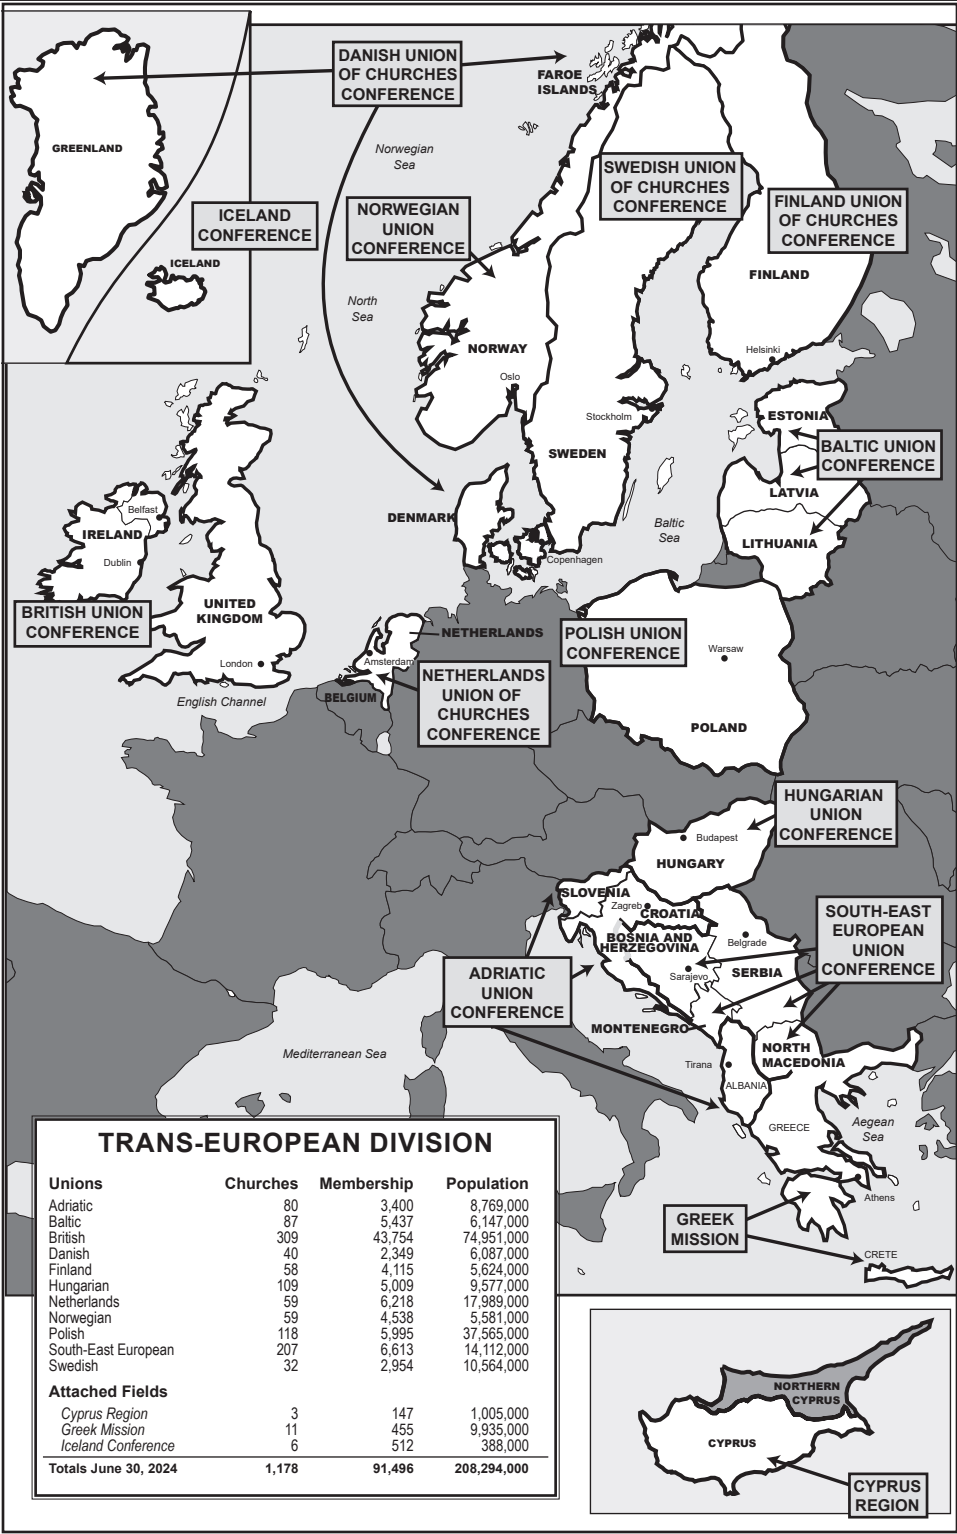 DANISH UNION
OF CHURCHES
CONFERENCE
FAROE
ISLANDS
GREENLAND
Norwegian
Sea
SWEDISH UNION
OF CHURCHES
CONFERENCE
FINLAND UNION
OF CHURCHES
CONFERENCE
NORWEGIAN
UNION
CONFERENCE
ICELAND
CONFERENCE
ICELAND
FINLAND
North
Sea
NORWAY
Helsinki
Oslo
Stockholm
ESTONIA
BALTIC UNION
CONFERENCE
SWEDEN
LATVIA
DENMARK
Belfast
IRELAND
Baltic
Sea
LITHUANIA
Dublin
Copenhagen
BRITISH UNION
CONFERENCE
UNITED
KINGDOM
NETHERLANDS
POLISH UNION
CONFERENCE
Warsaw
London
Amsterdam
NETHERLANDS
UNION OF
CHURCHES
CONFERENCE
English Channel
BELGIUM
POLAND
HUNGARIAN
UNION
CONFERENCE
Budapest
HUNGARY
SLOVENIA
Zagreb
CROATIA
SOUTH-EAST
EUROPEAN
UNION
CONFERENCE
BOSNIA AND
HERZEGOVINA
Belgrade
ADRIATIC
UNION
CONFERENCE
Sarajevo
SERBIA
MONTENEGRO
Mediterranean Sea
NORTH
MACEDONIA
Tirana
ALBANIA
GREECE
Aegean
Sea
Athens
GREEK
MISSION
CRETE
TRANS-EUROPEAN DIVISION
Unions Churches Membership Population
Adriatic 80 3,400 8,769,000
Baltic 87 5,437 6,147,000
British 309 43,754 74,951,000
Danish 40 2,349 6,087,000
Finland 58 4,115 5,624,000
Hungarian 109 5,009 9,577,000
Netherlands 59 6,218 17,989,000
Norwegian 59 4,538 5,581,000
Polish 118 5,995 37,565,000
South-East European 207 6,613 14,112,000
Swedish 32 2,954 10,564,000
Attached Fields
Cyprus Region 3 147 1,005,000
Greek Mission 11 455 9,935,000
Iceland Conference 6 512 388,000
Totals June 30, 2024 1,178 91,496 208,294,000
NORTHERN
CYPRUS
CYPRUS
CYPRUS
REGION